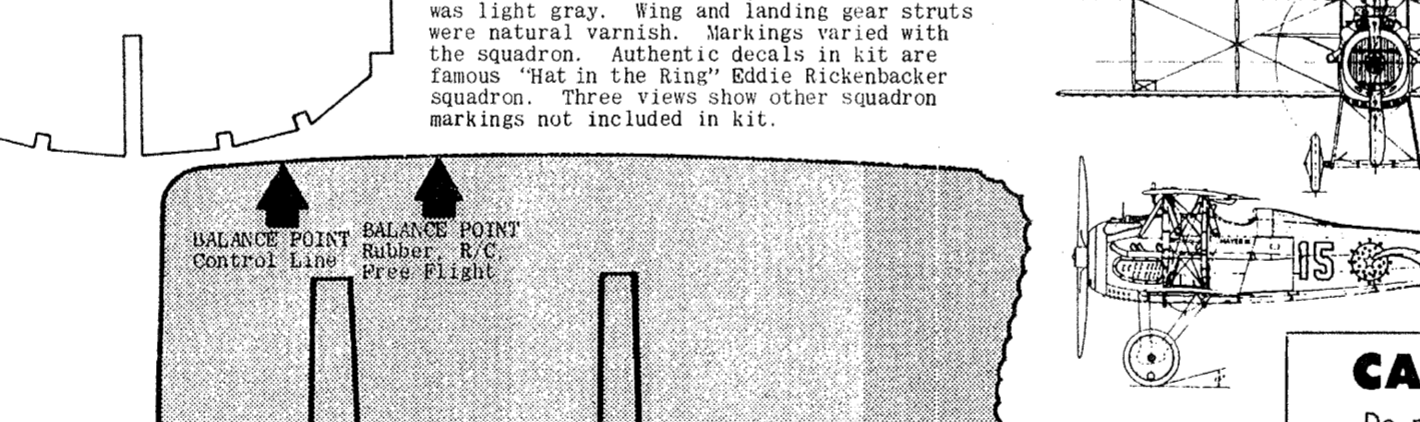 was light gray. Wing and landing gear struts
were natural varnish. Markings varied with
the squadron. Authentic decals in kit are
famous “Hat in the Ring” Eddie Rickenbacker
squadron. Three views show other squadron
markings not included in kit.
BALANCE POINT
Control Line
BALANCE POINT
Rubber, R/C,
Free Flight
15
CA